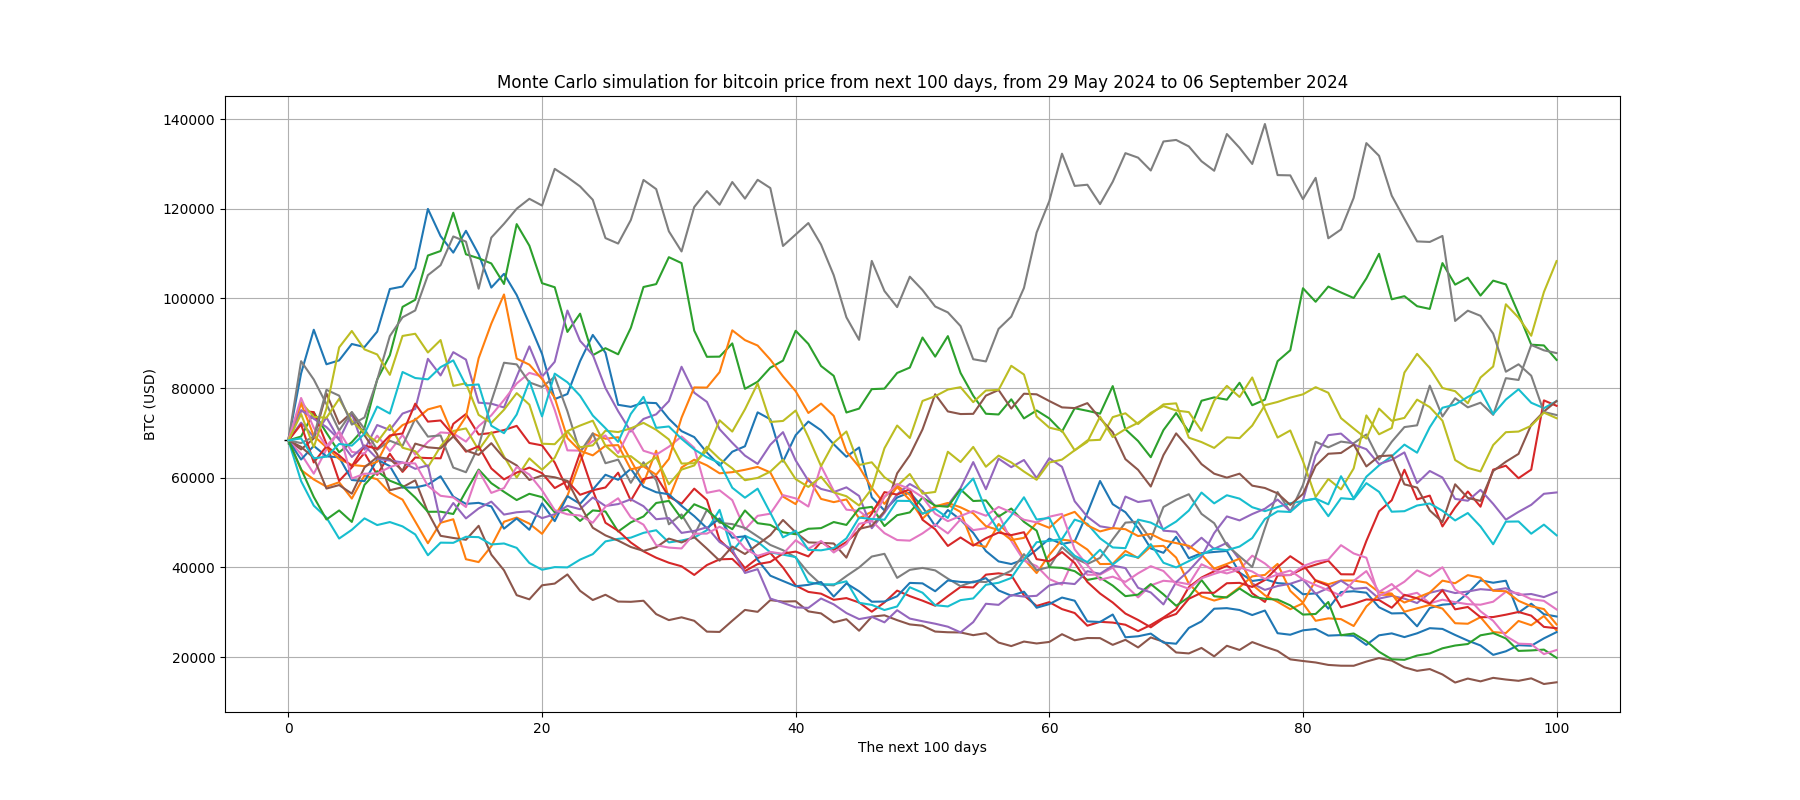 Monte Carlo simulation for bitcoin price from next 100 days, from 29 May 2024 to 06 September 2024
BTC (USD)
140000
120000
100000
80000
60000
40000
20000
0 20 40 60 80 100
The next 100 days